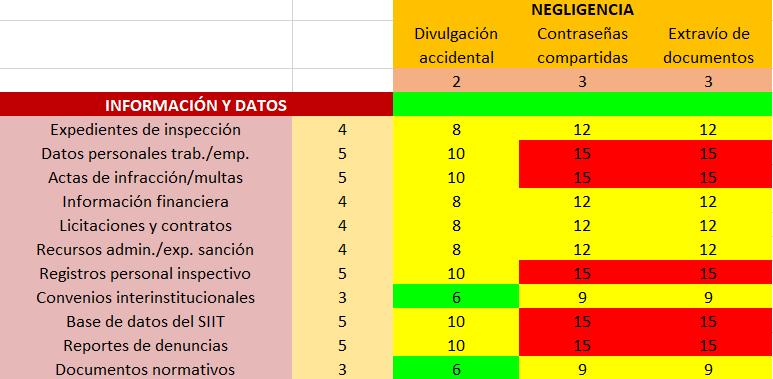 NEGLIGENCIA
Divulgación Contraseñas Extravío de
accidental compartidas documentos
2 3 3
INFORMACIÓN Y DATOS
Expedientes de inspección 4 8 12 12
Datos personales trab./emp. 5 10 15 15
Actas de infracción/multas 5 10 15 15
Información financiera 4 8 12 12
Licitaciones y contratos 4 8 12 12
Recursos admin./exp. sanción 4 8 12 12
Registros personal inspectivo 5 10 15 15
Convenios interinstitucionales 3 6 9 9
Base de datos del SIIT 5 10 15 15
Reportes de denuncias 5 10 15 15
Documentos normativos 3 6 9 9